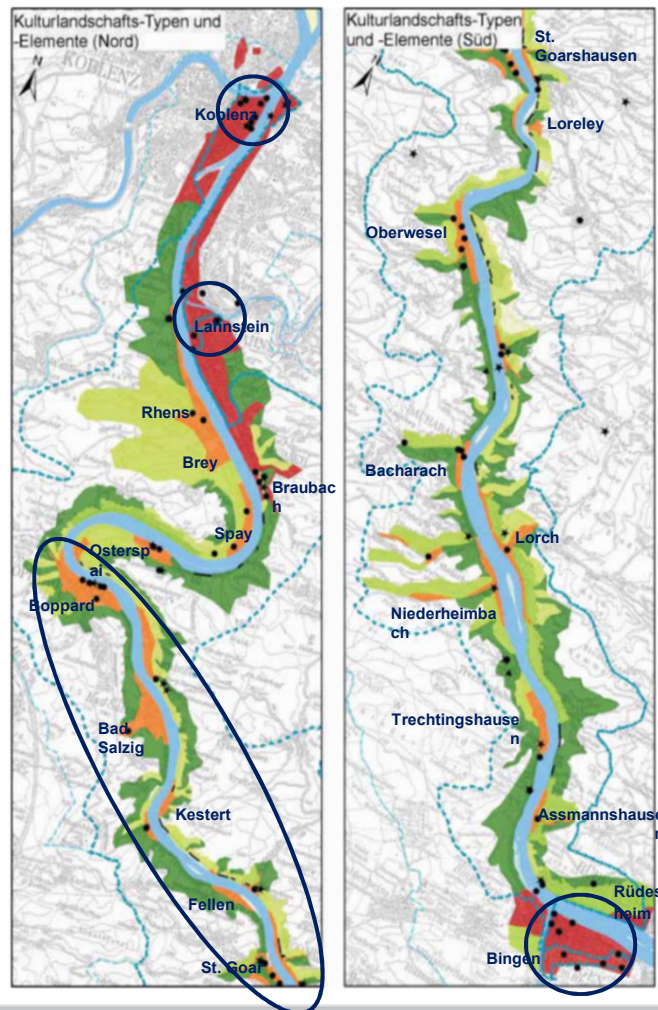 Kulturlandschafts-Typen und
-Elemente (Nord)
N
KOBLENZ
Koblenz
Lahnstein
Rhens
Brey
Braubac
h
Spay
Ostersp
ai
Boppard
Bad
Salzig
Kestert
Fellen
St. Goar
Kulturlandschafts-Typen
und -Elemente (Süd)
N
St.
Goarshausen
Loreley
Oberwesel
Bacharach
Lorch
Niederheimba
ch
Trechtingshause
n
Assmannshause
Rüdes
heim
Bingen